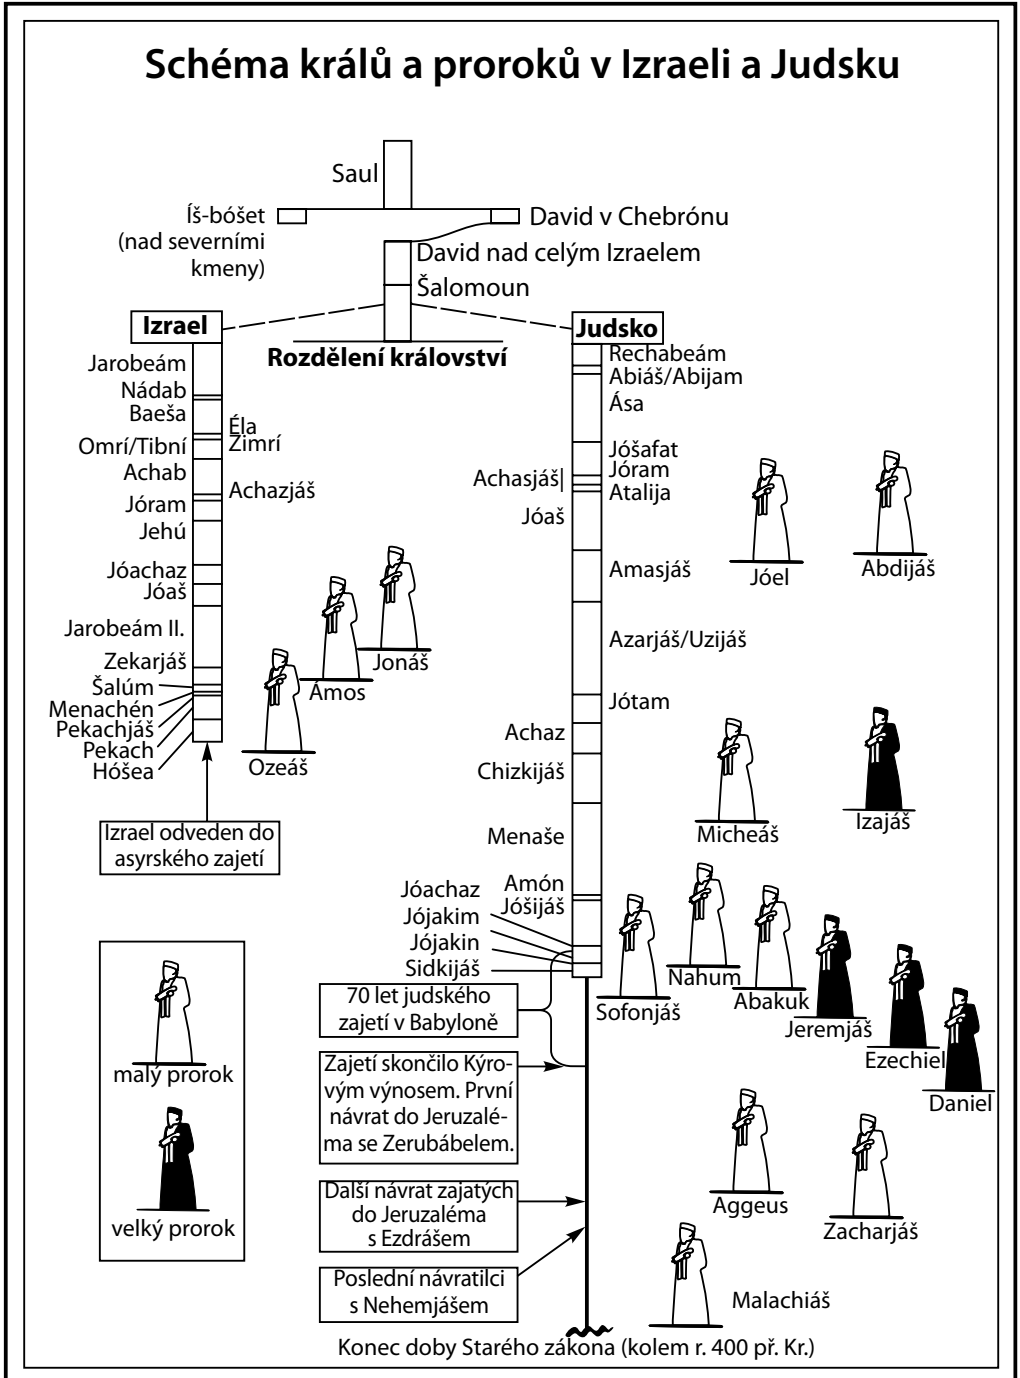 Schéma králů a proroků v Izraeli a Judsku
Saul
Íš-bóšet
(nad severními
kmeny)
David v Chebrónu
David nad celým Izraelem
Šalomoun
Izrael
Judsko
Rozdělení království
Jarobeám
Nádab
Baeša
Éla
Zimrí
Omrí/Tibní
Achab
Achazjáš
Jóram
Jehú
Jóachaz
Jóaš
Jarobeám II.
Zekarjáš
Šalúm
Menachén
Pekachjáš
Pekach
Hóšea
Izrael odveden do
asyrského zajetí
Jonáš
Ámos
Ozeáš
Rechabeám
Abiáš/Abijam
Ása
Jóšafat
Jóram
Achasjáš
Atalija
Jóaš
Amasjáš
Azarjáš/Uzijáš
Jótam
Achaz
Chizkijáš
Menaše
Amón
Jóšijáš
Jóachaz
Jójakim
Jójakin
Sidkijáš
Jóel
Abdijáš
Micheáš
Izajáš
Sofonjáš
Nahum
Abakuk
Jeremjáš
Ezechiel
Daniel
malý prorok
velký prorok
70 let judského
zajetí v Babyloně
Zajetí skončilo Kýro-
vým výnosem. První
návrat do Jeruzalé-
ma se Zerubábelem.
Další návrat zajatých
do Jeruzaléma
s Ezdrášem
Poslední návratilci
s Nehemjášem
Aggeus
Zacharjáš
Malachiáš
Konec doby Starého zákona (kolem r. 400 př. Kr.)